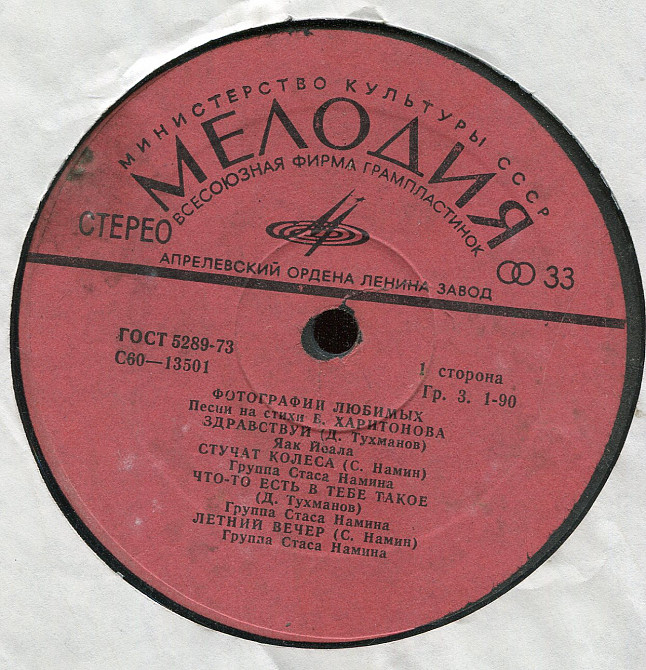 МИНИСТЕРСТВО КУЛЬТУРЫ СССР
МЕЛОДИЯ
ВСЕСОЮЗНАЯ ФИРМА ГРАМПЛАСТИНОК
СТЕРЕО
33
АПРЕЛЕВСКИЙ ОРДЕНА ЛЕНИНА ЗАВОД
ГОСТ 5289-73
С60—13501
1 сторона
Гр. 3. 1-90
ФОТОГРАФИИ ЛЮБИМЫХ
Песни на стихи Е. ХАРИТОНОВА
ЗДРАВСТВУЙ (Д. Тухманов)
Яак Йоала
СТУЧАТ КОЛЕСА (С. Намин)
Группа Стаса Намина
ЧТО-ТО ЕСТЬ В ТЕБЕ ТАКОЕ
(Д. Тухманов)
Группа Стаса Намина
ЛЕТНИЙ ВЕЧЕР (С. Намин)
Группа Стаса Намина